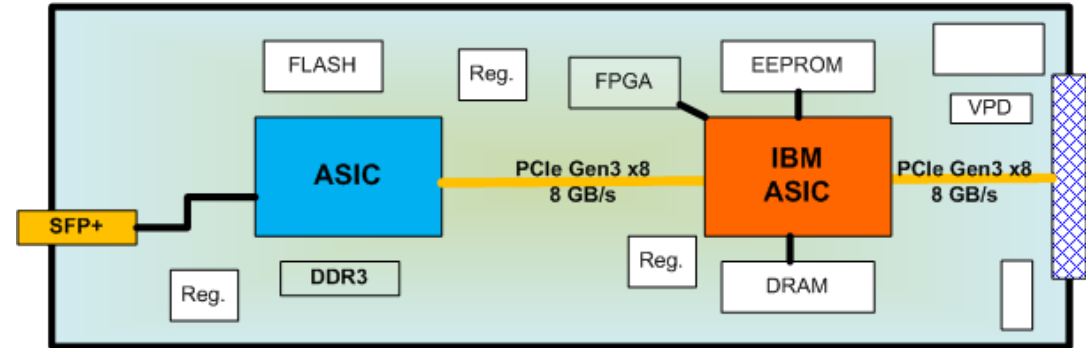 FLASH
Reg.
FPGA
EEPROM
VPD
ASIC
PCIe Gen3 x8
8 GB/s
IBM
ASIC
PCIe Gen3 x8
8 GB/s
SFP+
Reg.
DDR3
Reg.
DRAM